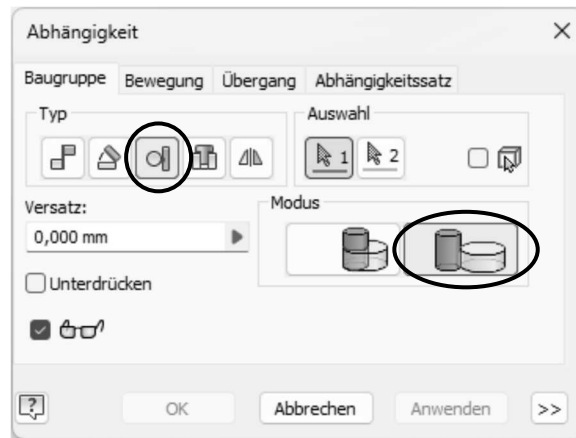 Abhängigkeit
Baugruppe Bewegung Übergang Abhängigkeitssatz
Typ Auswahl
1 2
Versatz: Modus
0,000 mm
Unterdrücken
? OK Abbrechen Anwenden >>